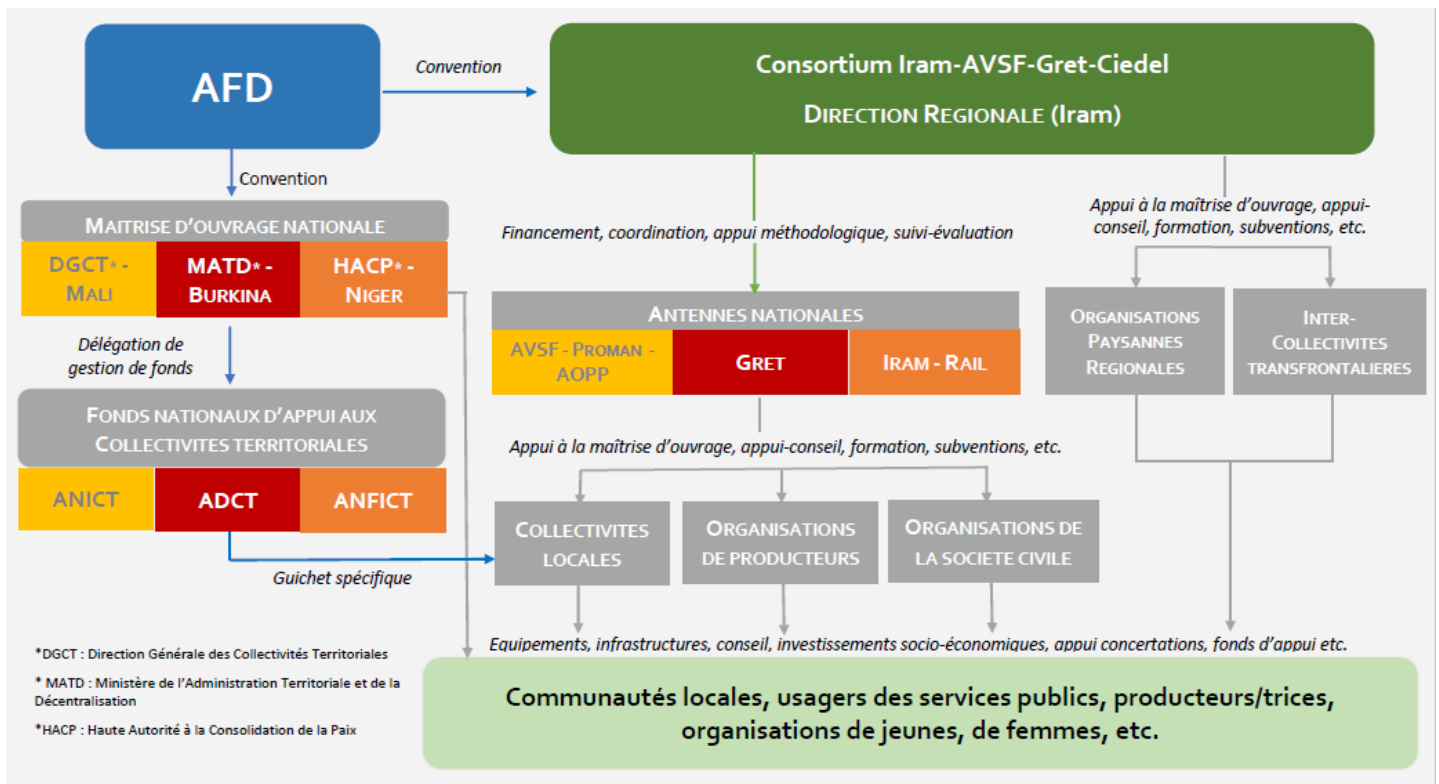 AFD
Convention
Consortium Iram-AVSF-Gret-Ciedel
DIRECTION REGIONALE (Iram)
Convention
MAITRISE D'OUVRAGE NATIONALE
DGCT* -
MALI
MATD* -
BURKINA
HACP* -
NIGER
Financement, coordination, appui méthodologique, suivi-évaluation
Appui à la maîtrise d'ouvrage, appui-
conseil, formation, subventions, etc.
Délégation de
gestion de fonds
ANTENNES NATIONALES
AVSF - PROMAN -
AOPP
GRET
IRAM - RAIL
ORGANISATIONS
PAYSANNES
REGIONALES
INTER-
COLLECTIVITES
TRANSFRONTALIERES
FONDS NATIONAUX D'APPUI AUX
COLLECTIVITES TERRITORIALES
ANICT
ADCT
ANFICT
Appui à la maîtrise d'ouvrage, appui-conseil, formation, subventions, etc.
COLLECTIVITES
LOCALES
ORGANISATIONS
DE PRODUCTEURS
ORGANISATIONS DE
LA SOCIETE CIVILE
Guichet spécifique
Equipements, infrastructures, conseil, investissements socio-économiques, appui concertations, fonds d'appui etc.
*DGCT : Direction Générale des Collectivités Territoriales
* MATD : Ministère de l'Administration Territoriale et de la
Décentralisation
*HACP : Haute Autorité à la Consolidation de la Paix
Communautés locales, usagers des services publics, producteurs/trices,
organisations de jeunes, de femmes, etc.